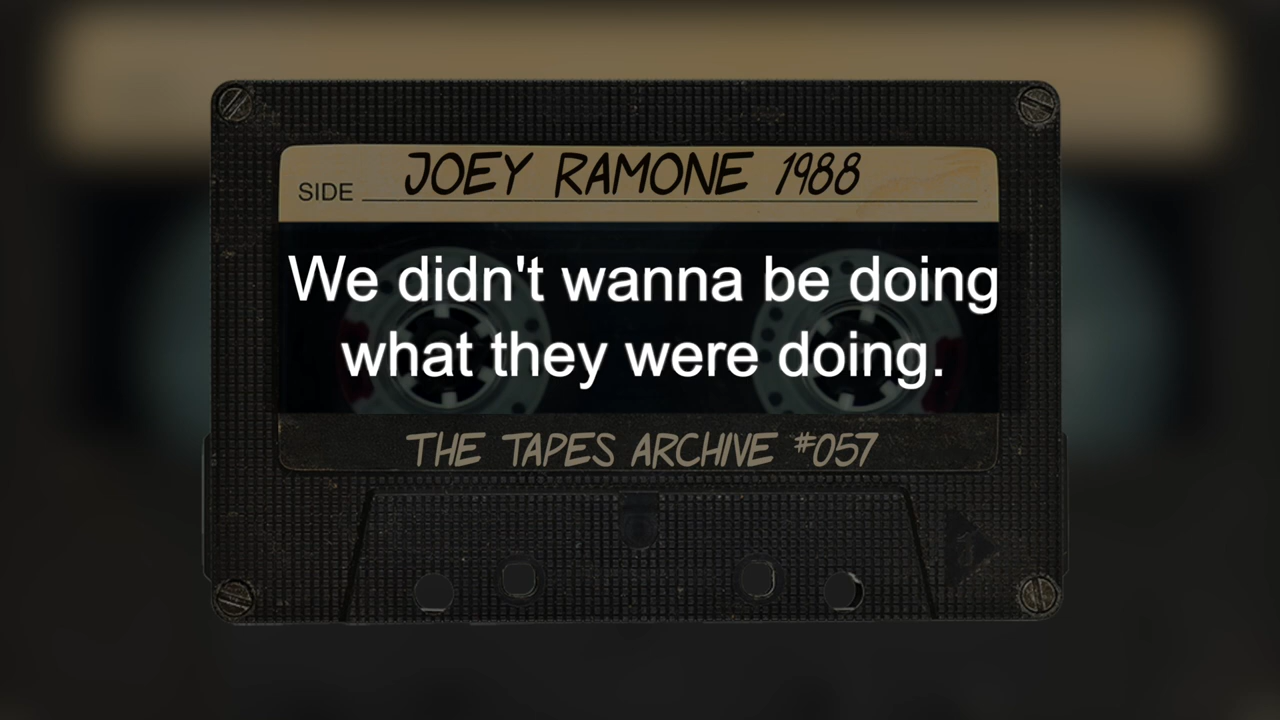 JOEY RAMONE 1988
SIDE
We didn't wanna be doing
what they were doing.
THE TAPES ARCHIVE #057